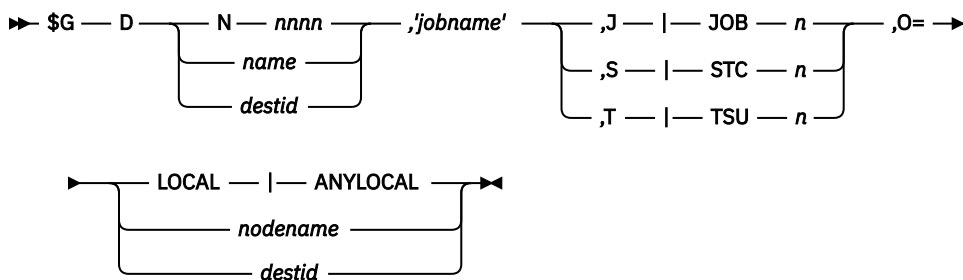 $G D N nnnn ,'jobname' ,J | JOB n ,O=
name ,S | STC n
destid ,T | TSU n
LOCAL | ANYLOCAL
nodename
destid